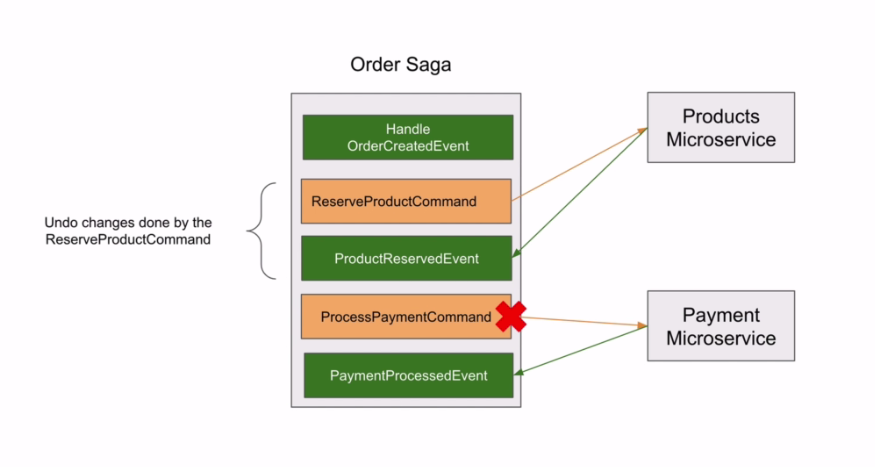 Order Saga
Handle
OrderCreatedEvent
Products
Microservice
ReserveProductCommand
Undo changes done by the
ReserveProductCommand
ProductReservedEvent
ProcessPaymentCommand
Payment
Microservice
PaymentProcessedEvent